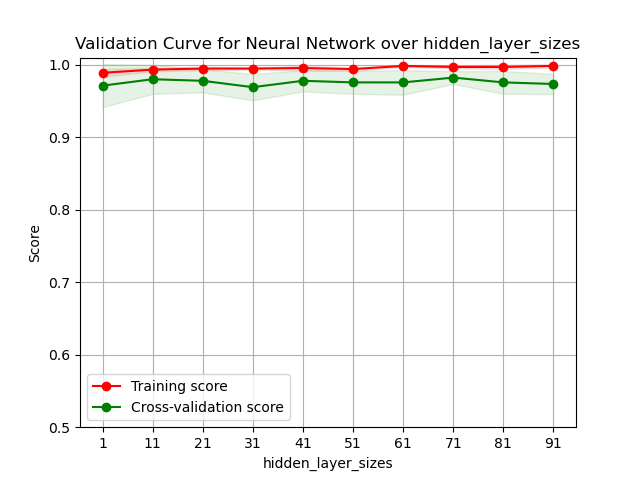 Validation Curve for Neural Network over hidden_layer_sizes
1.0
0.9
0.8
0.7
0.6
0.5
Score
Training score
Cross-validation score
1 11 21 31 41 51 61 71 81 91
hidden_layer_sizes